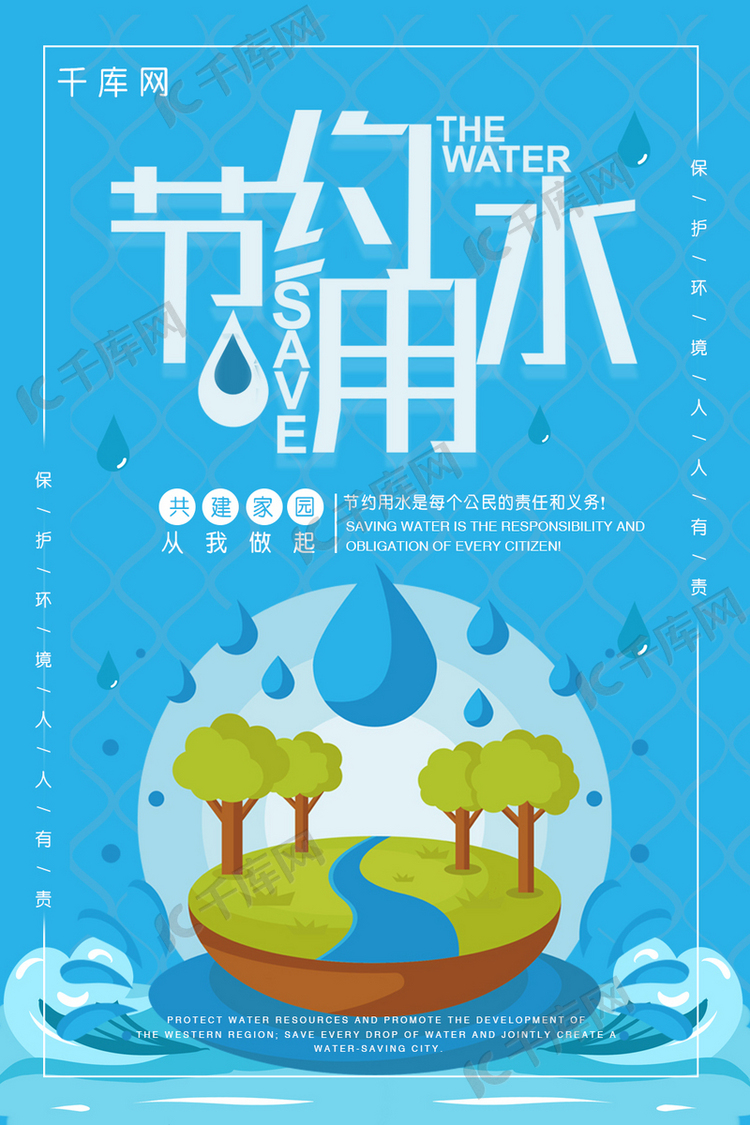 千库网
节约用水
THE
WATER
SAVE
保/护/环/境/人/人/有/责
共建家园
从我做起
节约用水是每个公民的责任和义务!
SAVING WATER IS THE RESPONSIBILITY AND
OBLIGATION OF EVERY CITIZEN!
保/护/环/境/人/人/有/责
PROTECT WATER RESOURCES AND PROMOTE THE DEVELOPMENT OF
THE WESTERN REGION; SAVE EVERY DROP OF WATER AND JOINTLY CREATE A
WATER-SAVING CITY.